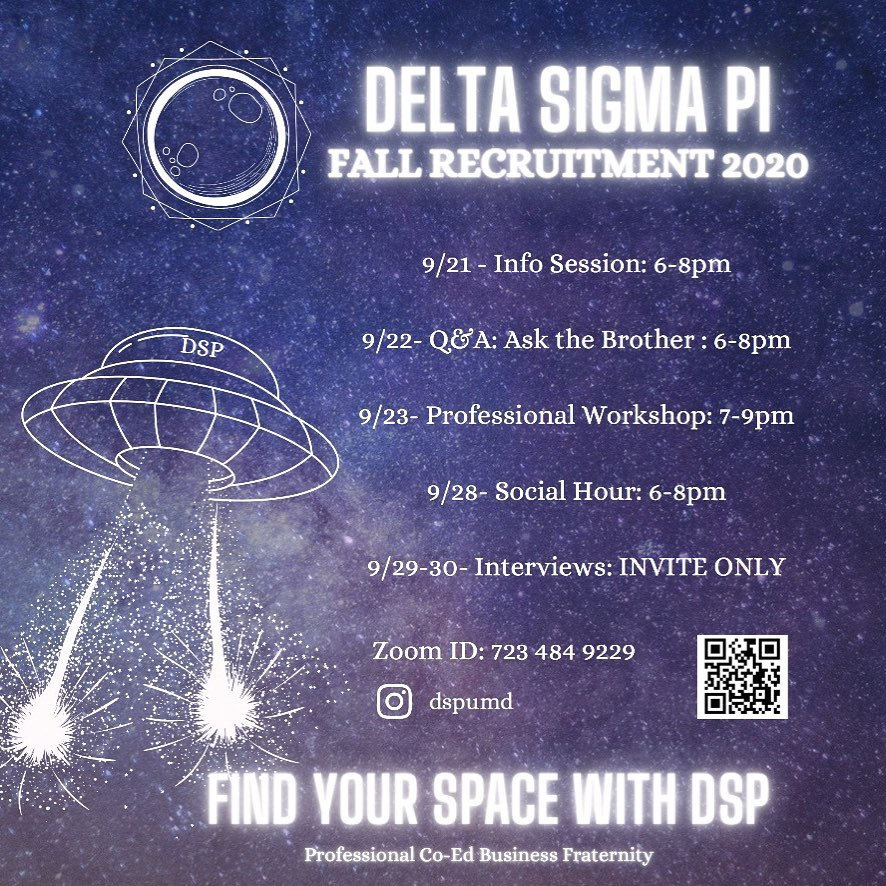 DELTA SIGMA PI
FALL RECRUITMENT 2020
9/21 - Info Session: 6-8pm
DSP
9/22- Q&A: Ask the Brother : 6-8pm
9/23- Professional Workshop: 7-9pm
9/28- Social Hour: 6-8pm
9/29-30- Interviews: INVITE ONLY
Zoom ID: 723 484 9229
dspumd
FIND YOUR SPACE WITH DSP
Professional Co-Ed Business Fraternity